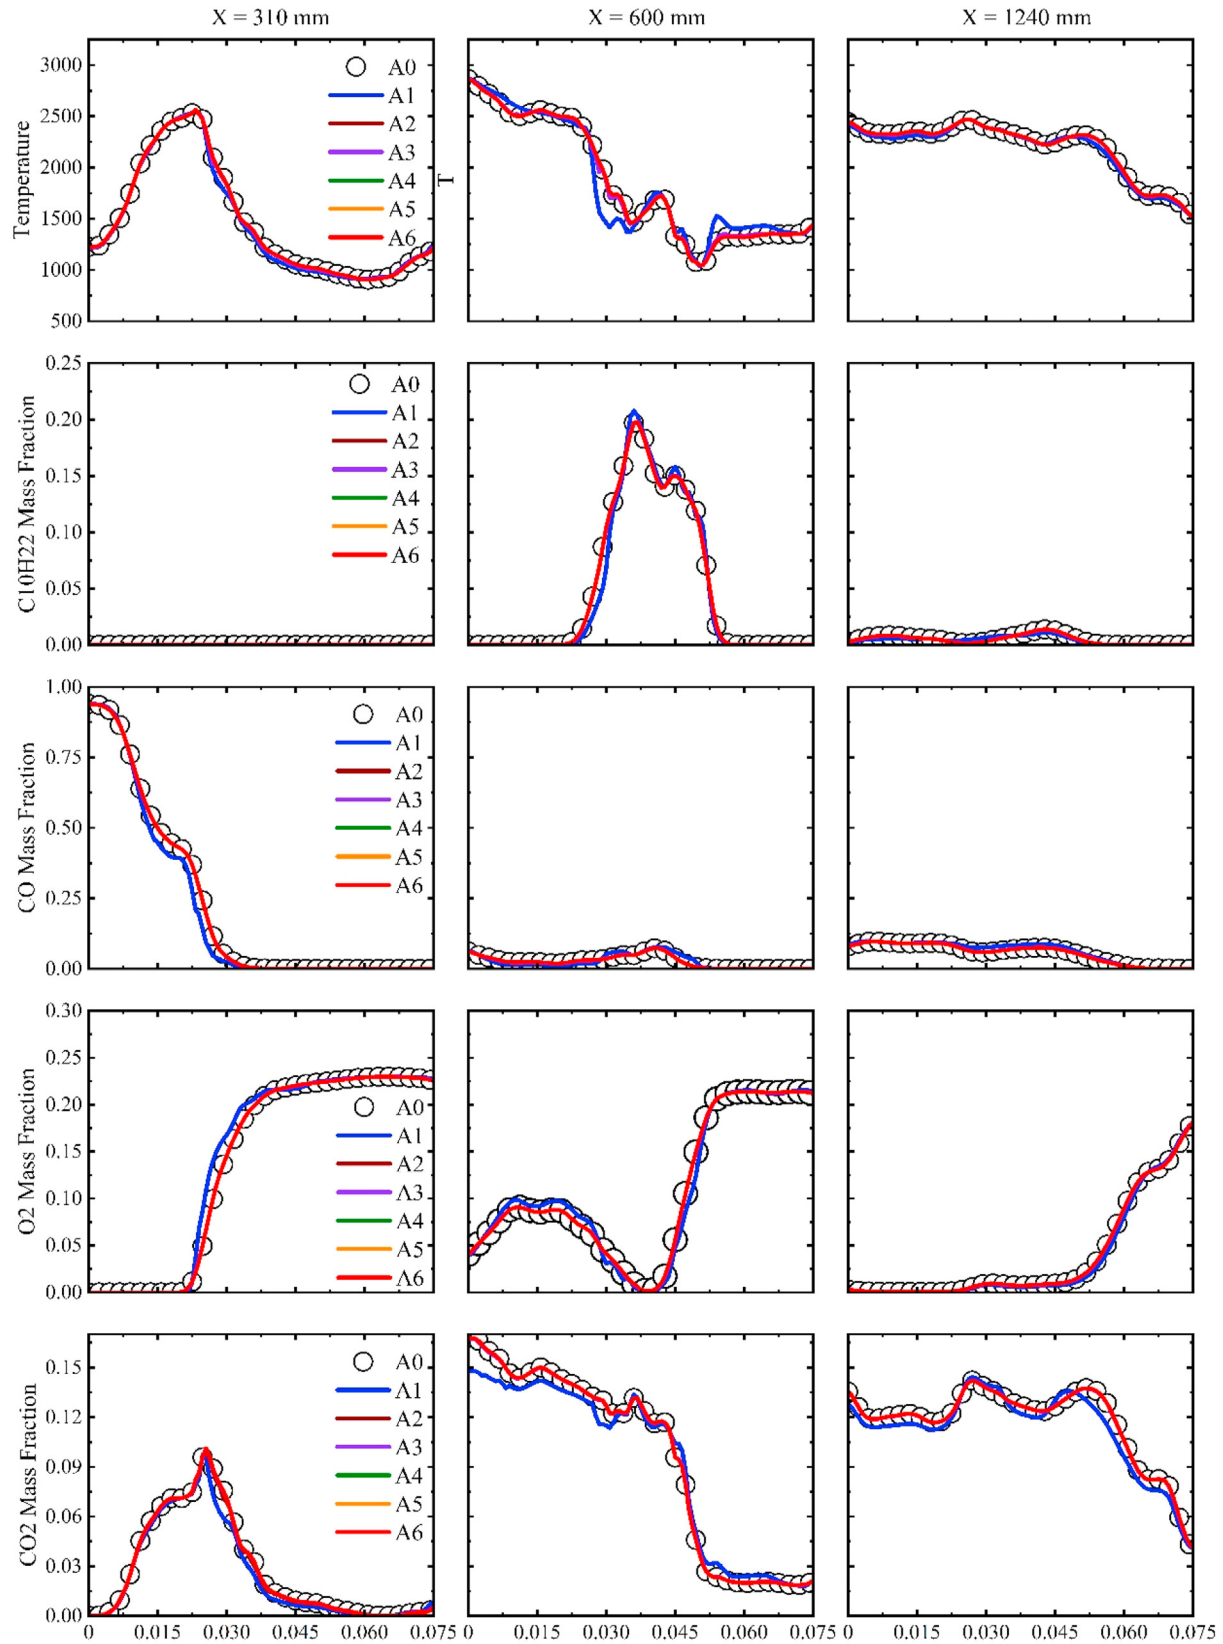 X = 310 mm X = 600 mm X = 1240 mm
Temperature
3000
2500
2000
1500
1000
500
A0
A1
A2
A3
A4
A5
A6
T
C10H22 Mass Fraction
0.25
0.20
0.15
0.10
0.05
0.00
A0
A1
A2
A3
A4
A5
A6
CO Mass Fraction
1.00
0.75
0.50
0.25
0.00
A0
A1
A2
A3
A4
A5
A6
O2 Mass Fraction
0.30
0.25
0.20
0.15
0.10
0.05
0.00
A0
A1
A2
A3
A4
A5
A6
CO2 Mass Fraction
0.15
0.12
0.09
0.06
0.03
0.00
A0
A1
A2
A3
A4
A5
A6
0 0.015 0.030 0.045 0.060 0.075 0 0.015 0.030 0.045 0.060 0.075 0 0.015 0.030 0.045 0.060 0.075